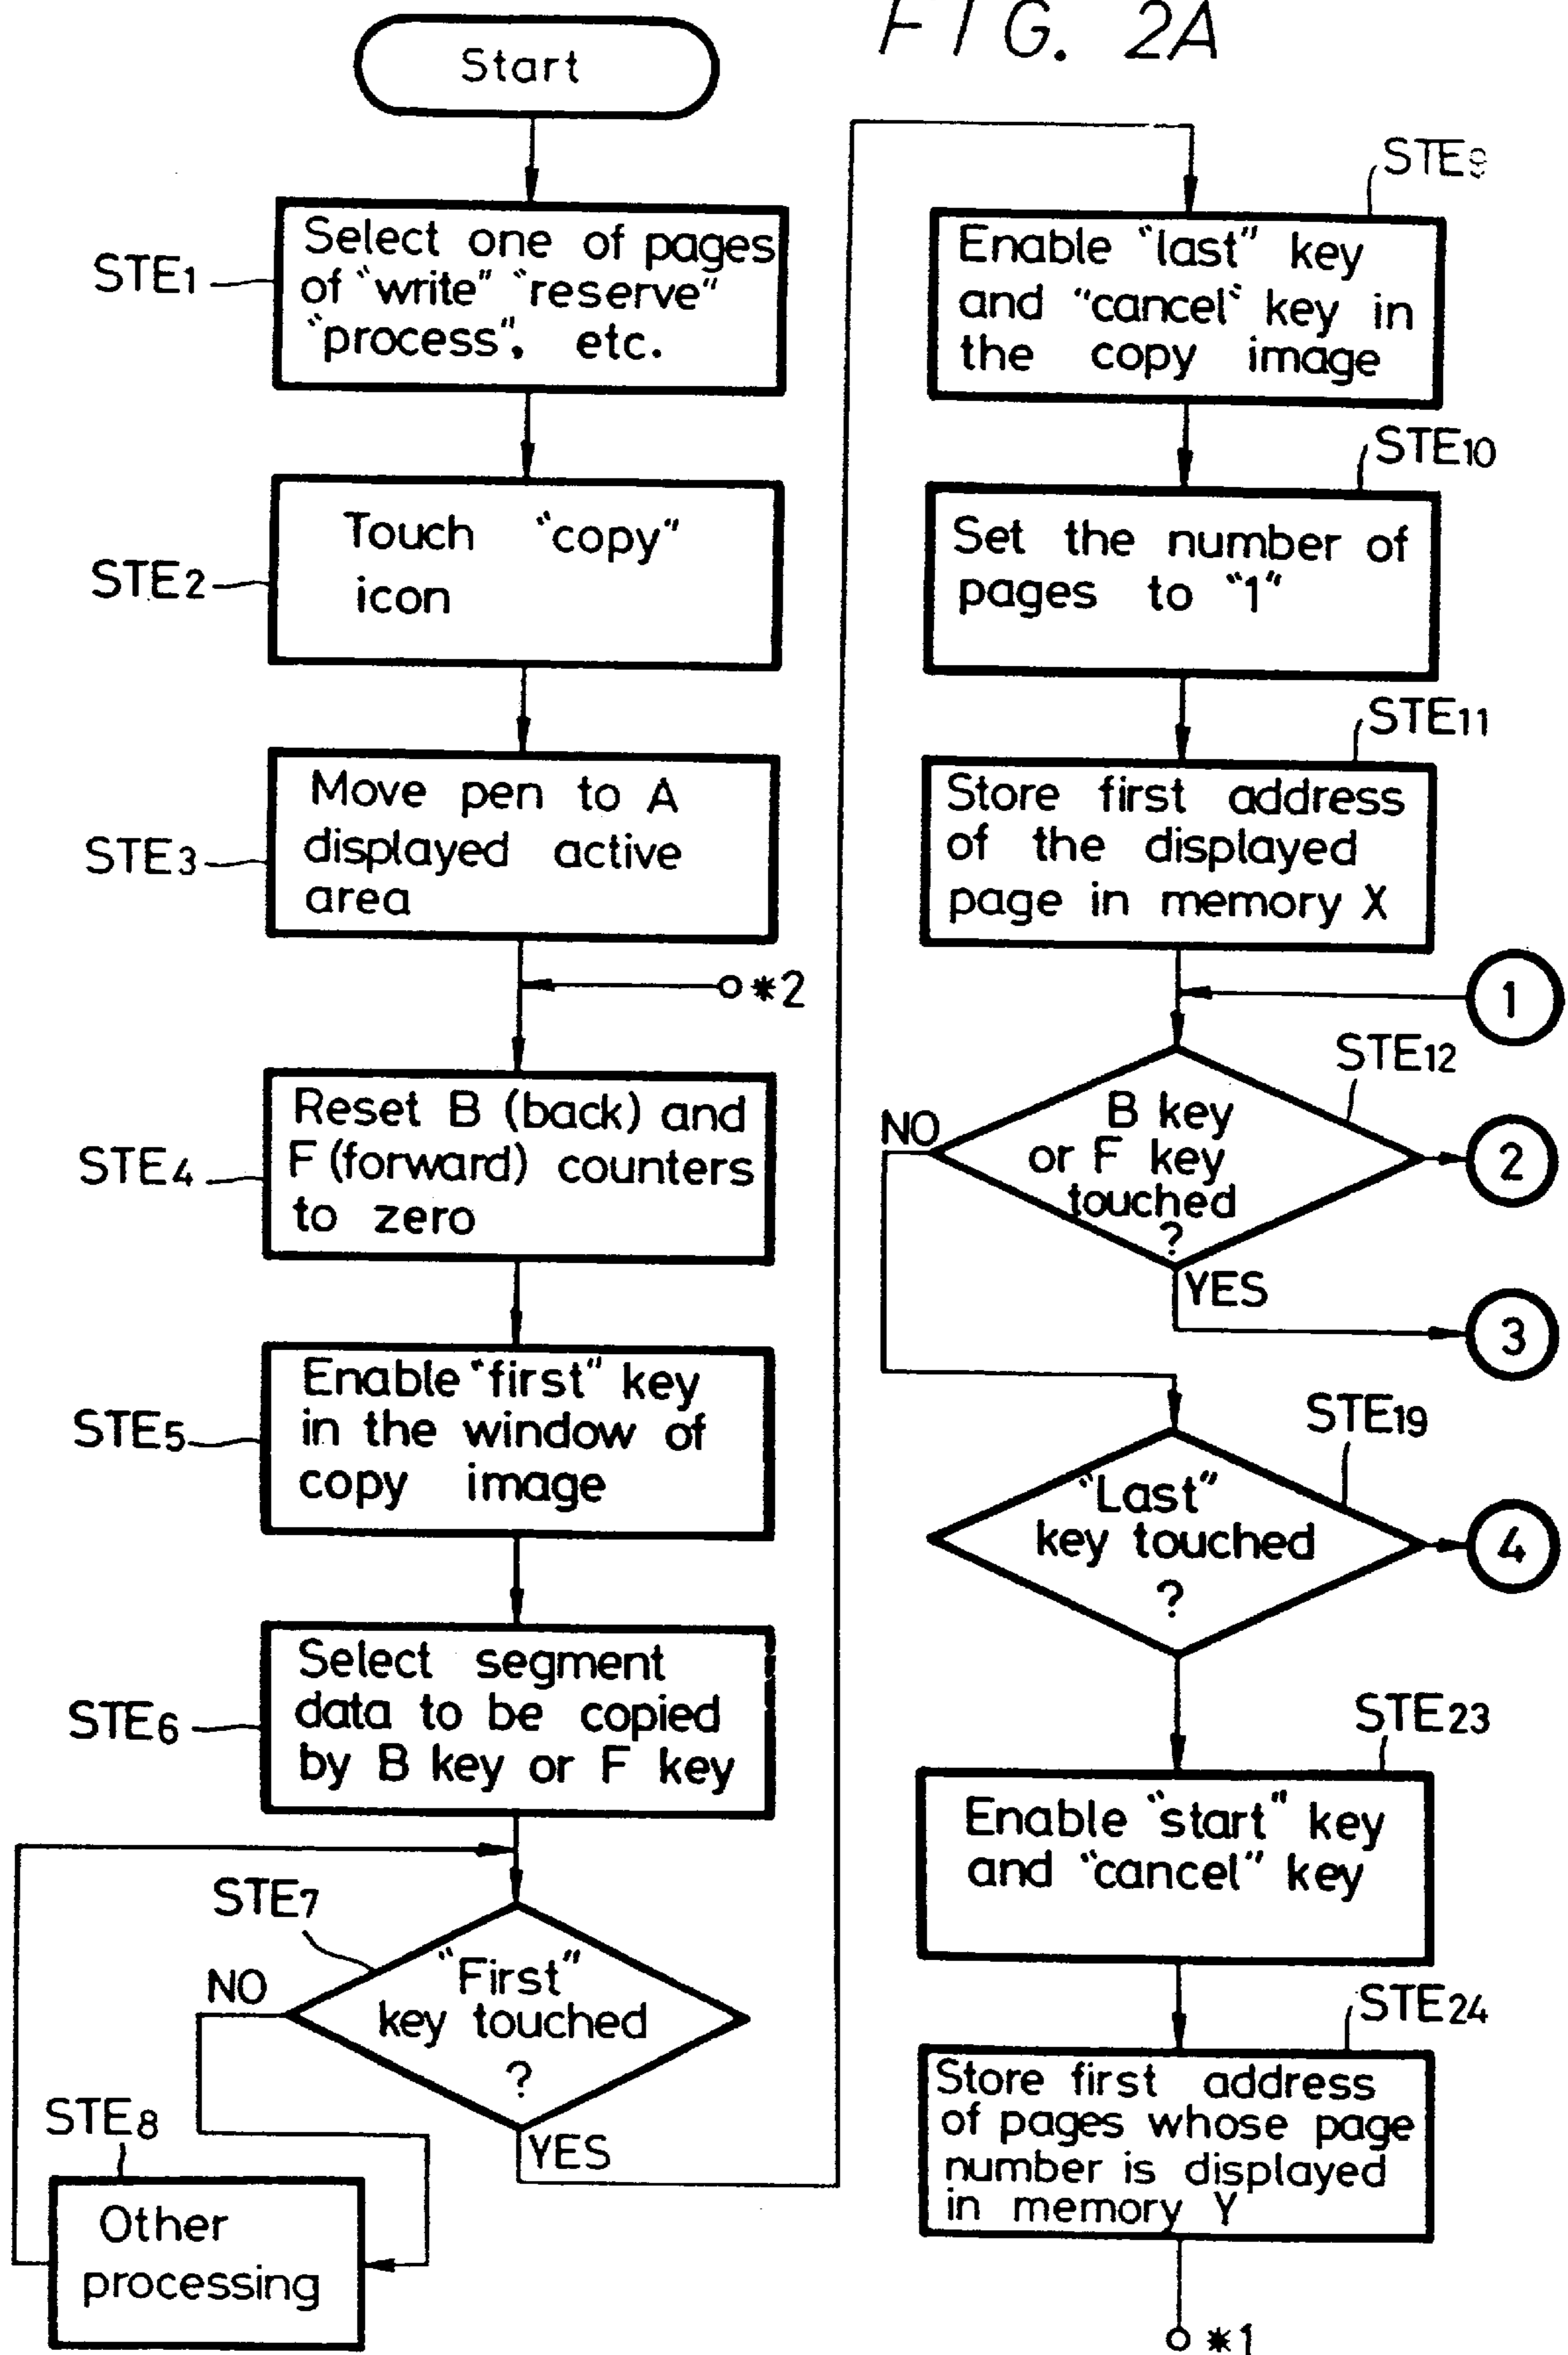 FIG. 2A
Start
STE1
Select one of pages
of "write" "reserve"
"process", etc.
STE2
Touch "copy"
icon
STE3
Move pen to A
displayed active
area
*2
STE4
Reset B (back) and
F (forward) counters
to zero
STE5
Enable "first" key
in the window of
copy image
STE6
Select segment
data to be copied
by B key or F key
STE7
"First"
key touched
?
NO
YES
STE8
Other
processing
STE9
Enable "last" key
and "cancel" key in
the copy image
STE10
Set the number of
pages to "1"
STE11
Store first address
of the displayed
page in memory X
1
STE12
B key
or F key
touched
?
NO
2
YES
3
STE19
"Last"
key touched
?
4
STE23
Enable "start" key
and "cancel" key
STE24
Store first address
of pages whose page
number is displayed
in memory Y
*1